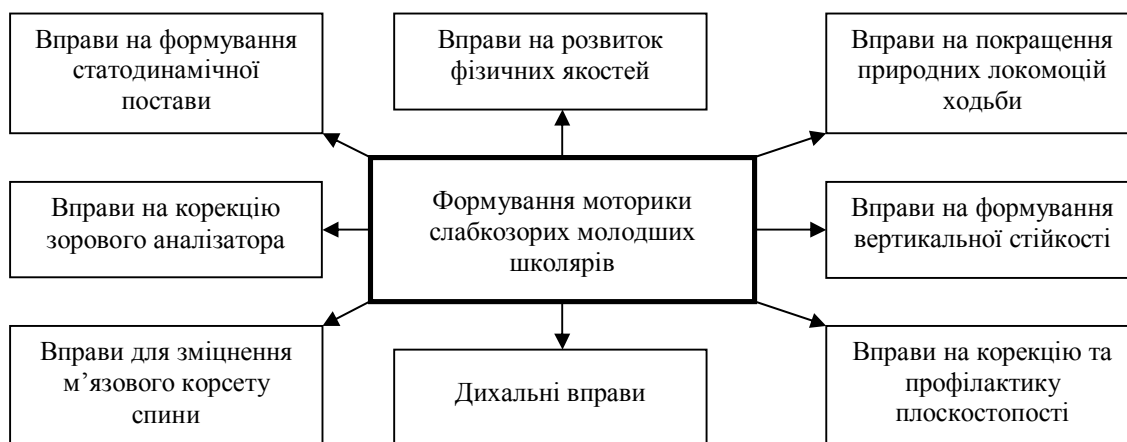 Вправи на формування
статодинамічної
постави
Вправи на розвиток
фізичних якостей
Вправи на покращення
природних локомоцій
ходьби
Вправи на корекцію
зорового аналізатора
Формування моторики
слабкозорих молодших
школярів
Вправи на формування
вертикальної стійкості
Вправи для зміцнення
м’язового корсету
спини
Дихальні вправи
Вправи на корекцію та
профілактику
плоскостопості